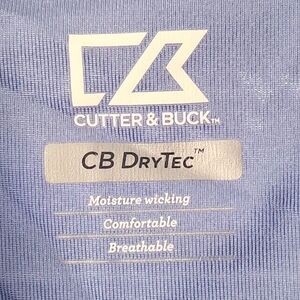 CUTTER & BUCK™
CB DRYTEC™
Moisture wicking
Comfortable
Breathable